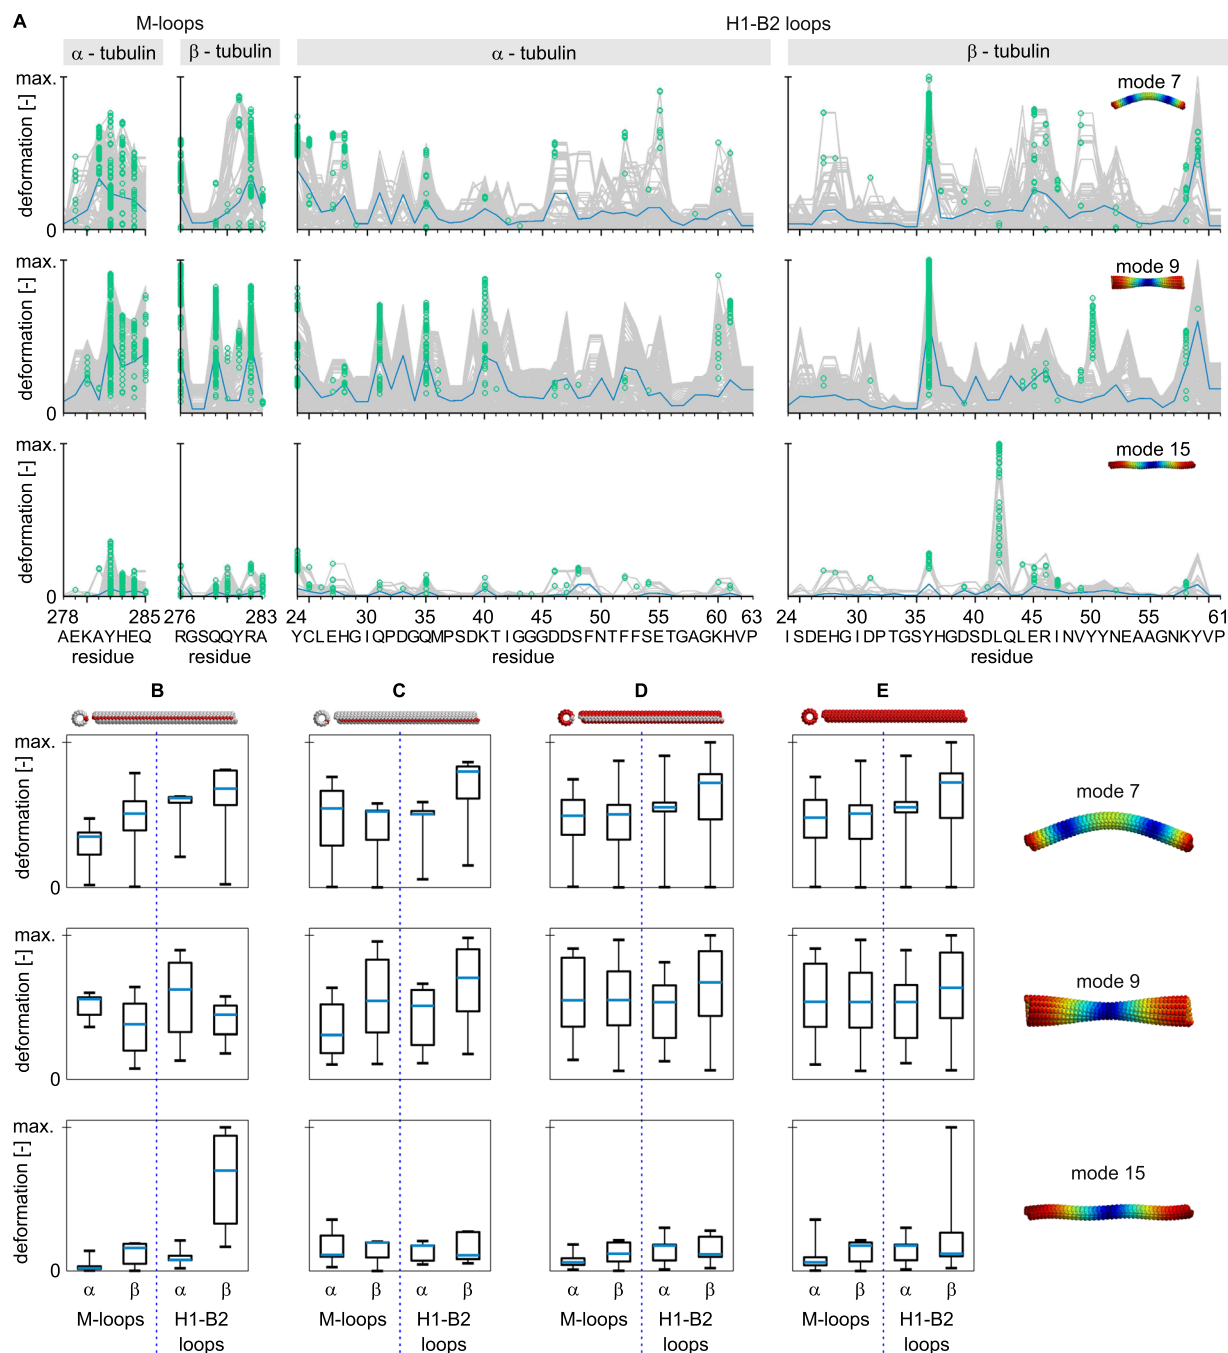 A
M-loops
H1-B2 loops
α - tubulin
β - tubulin
α - tubulin
β - tubulin
max.
deformation [-]
0
mode 7
max.
deformation [-]
0
mode 9
max.
deformation [-]
0
mode 15
278 285 276 283 24 30 35 40 45 50 55 63 24 30 35 40 45 50 55 61
AEKAYHEQ RGSQQYRA YCLEHGIQPDGQMPSDKTIGGGDDSFNTFFSETGAGKHVP ISDEHGIDPTGSYHGDSDLQLERINVYYNEAAGNKYVP
residue residue residue residue
B C D E
max.
deformation [-]
0
mode 7
max.
deformation [-]
0
mode 9
max.
deformation [-]
0
mode 15
α β α β α β α β α β α β α β α β
M-loops H1-B2 loops M-loops H1-B2 loops M-loops H1-B2 loops M-loops H1-B2 loops